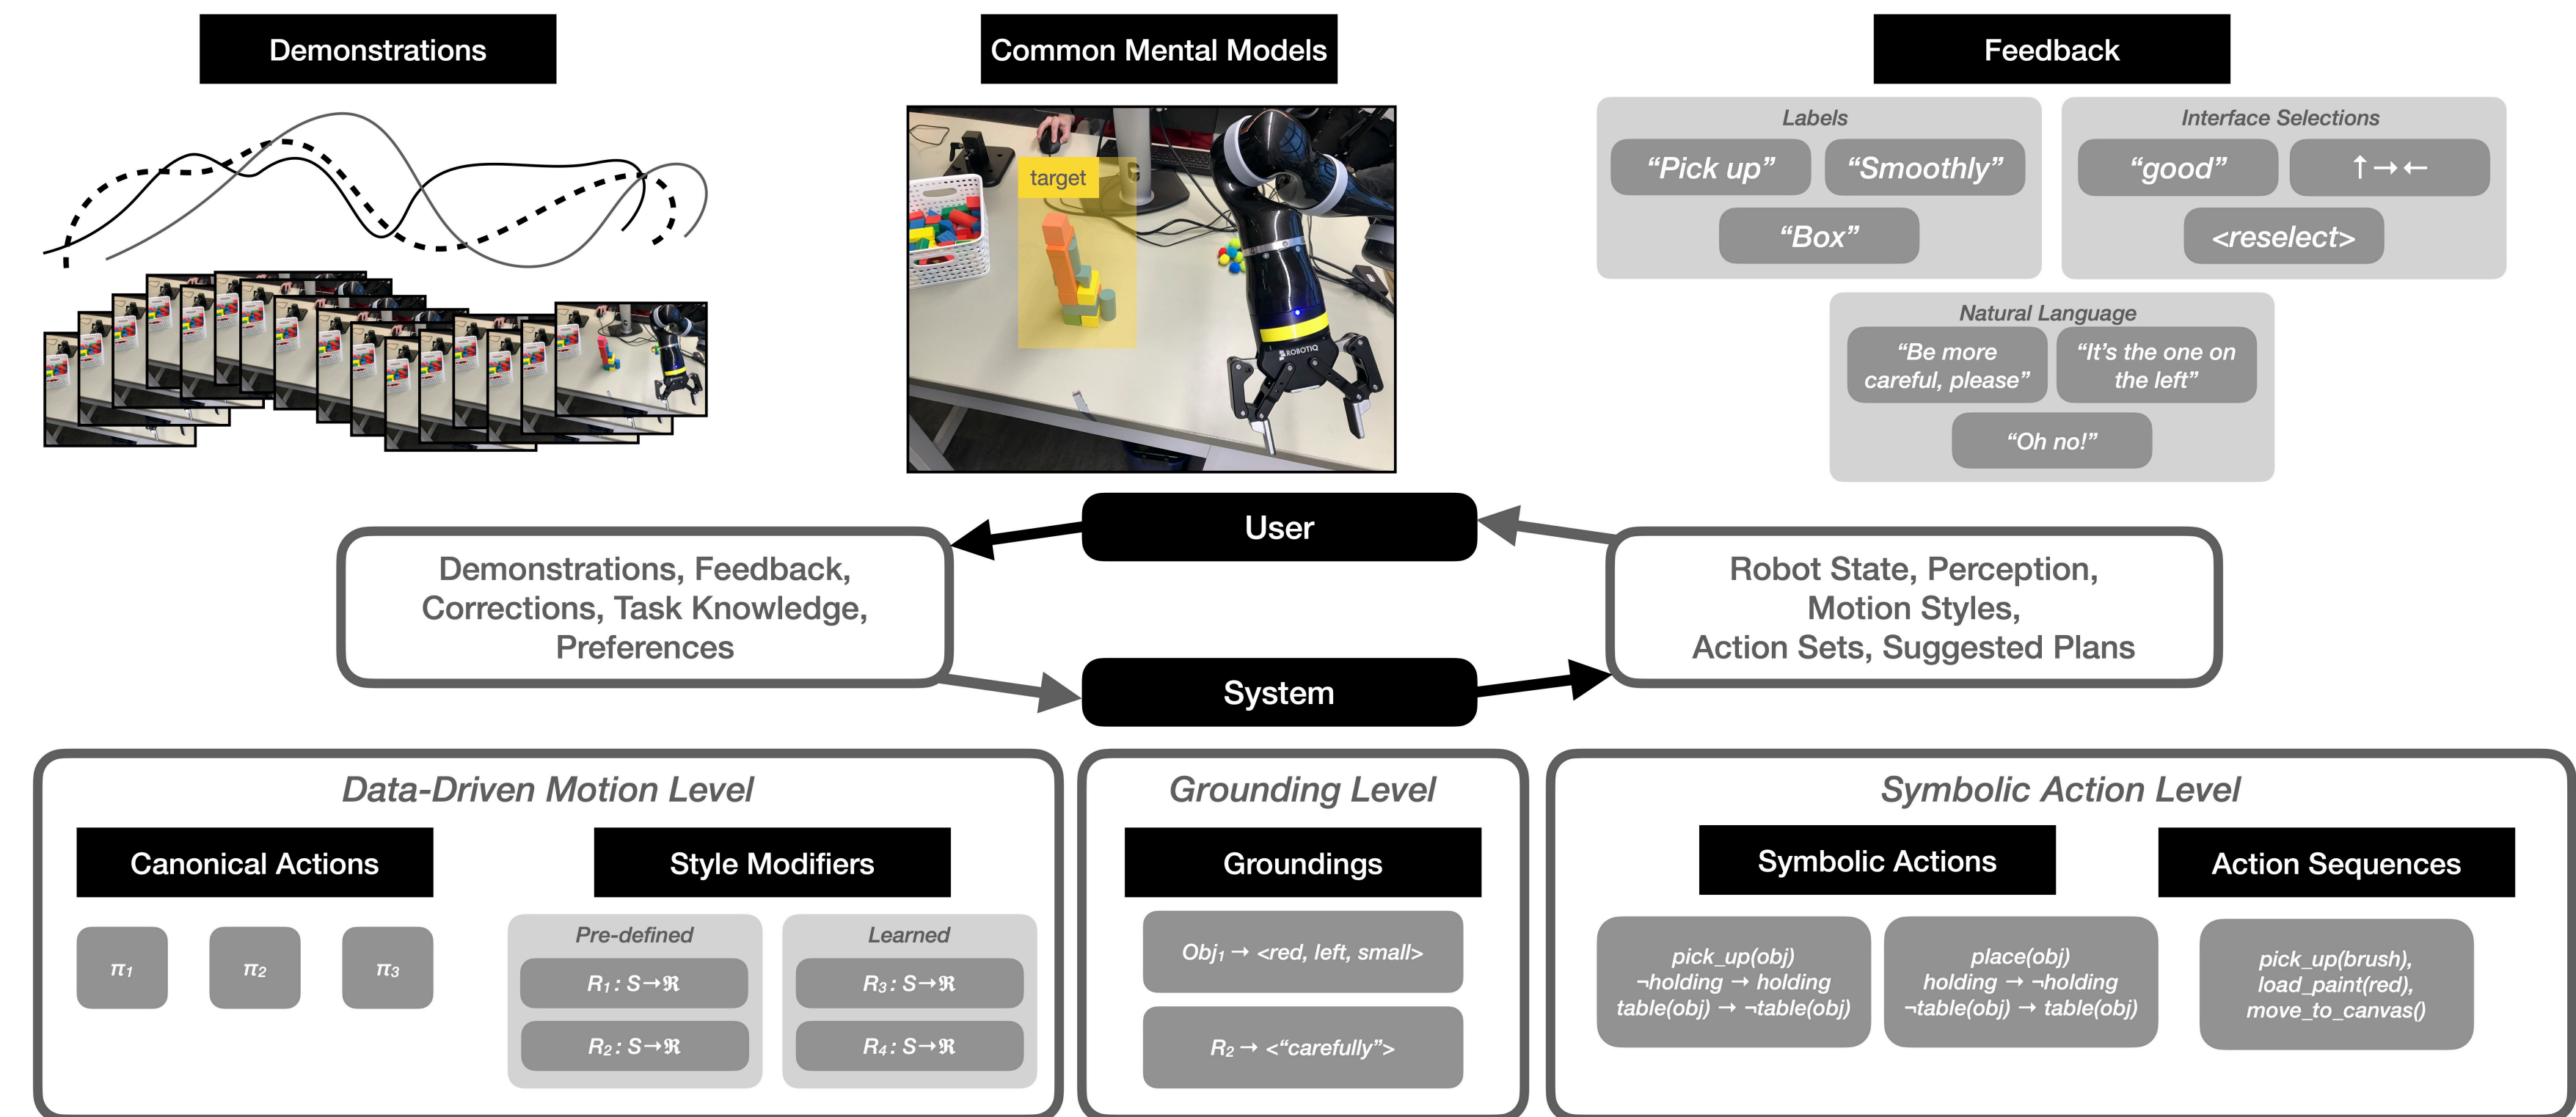 Demonstrations
Common Mental Models
target
ROBOTIQ
Feedback
Labels
“Pick up”
“Smoothly”
“Box”
Interface Selections
“good”
↑→←
<reselect>
Natural Language
“Be more
careful, please”
“It’s the one on
the left”
“Oh no!”
User
Demonstrations, Feedback,
Corrections, Task Knowledge,
Preferences
Robot State, Perception,
Motion Styles,
Action Sets, Suggested Plans
System
Data-Driven Motion Level
Canonical Actions
π₁
π₂
π₃
Style Modifiers
Pre-defined
R₁ : S→ℜ
R₂ : S→ℜ
Learned
R₃ : S→ℜ
R₄ : S→ℜ
Grounding Level
Groundings
Obj₁ → <red, left, small>
R₂ → <“carefully”>
Symbolic Action Level
Symbolic Actions
pick_up(obj)
¬holding → holding
table(obj) → ¬table(obj)
place(obj)
holding → ¬holding
¬table(obj) → table(obj)
Action Sequences
pick_up(brush),
load_paint(red),
move_to_canvas()